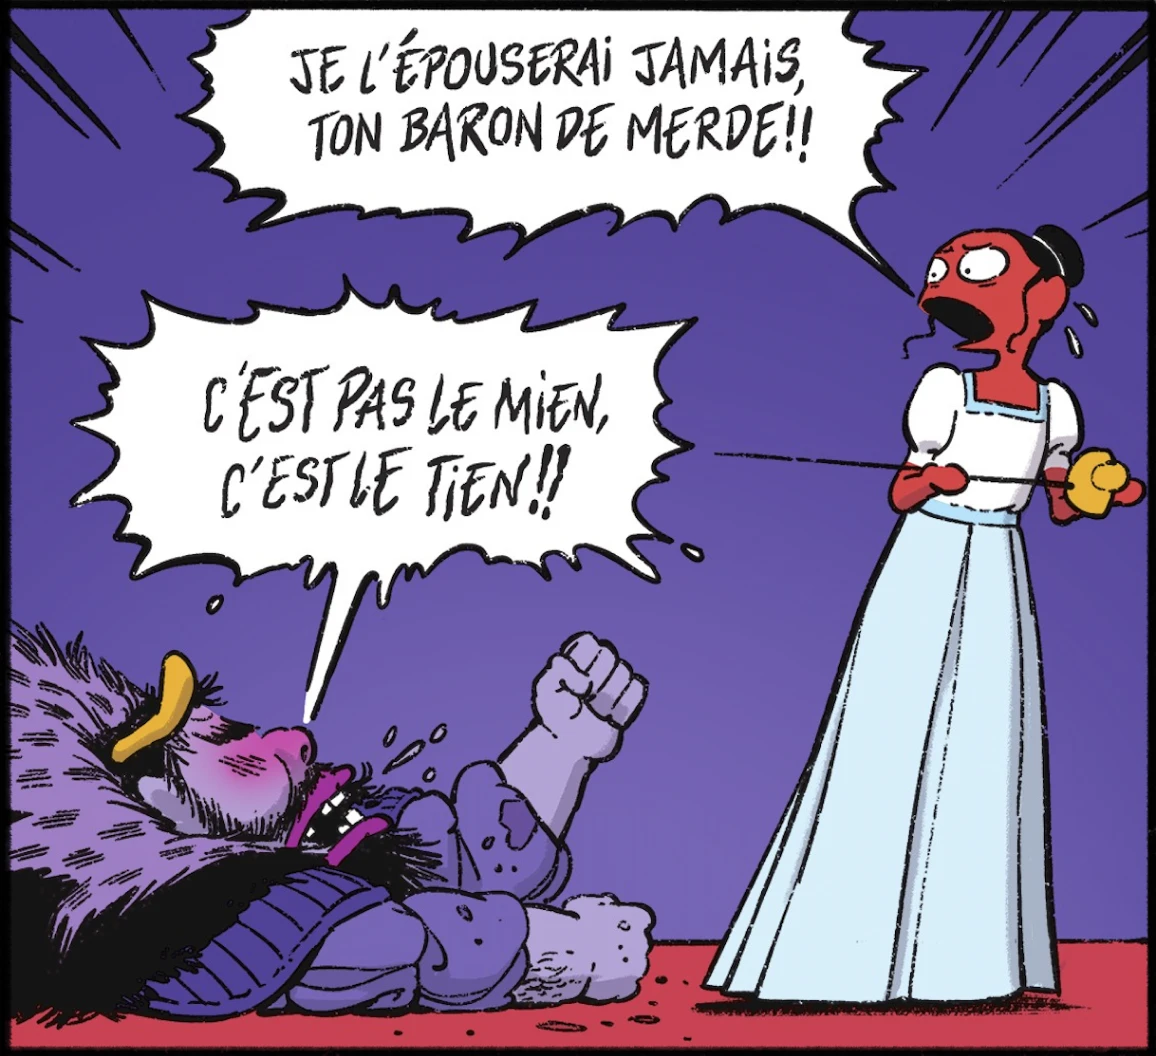 JE L'ÉPOUSERAI JAMAIS,
TON BARON DE MERDE!!
C'EST PAS LE MIEN,
C'EST LE TIEN!!